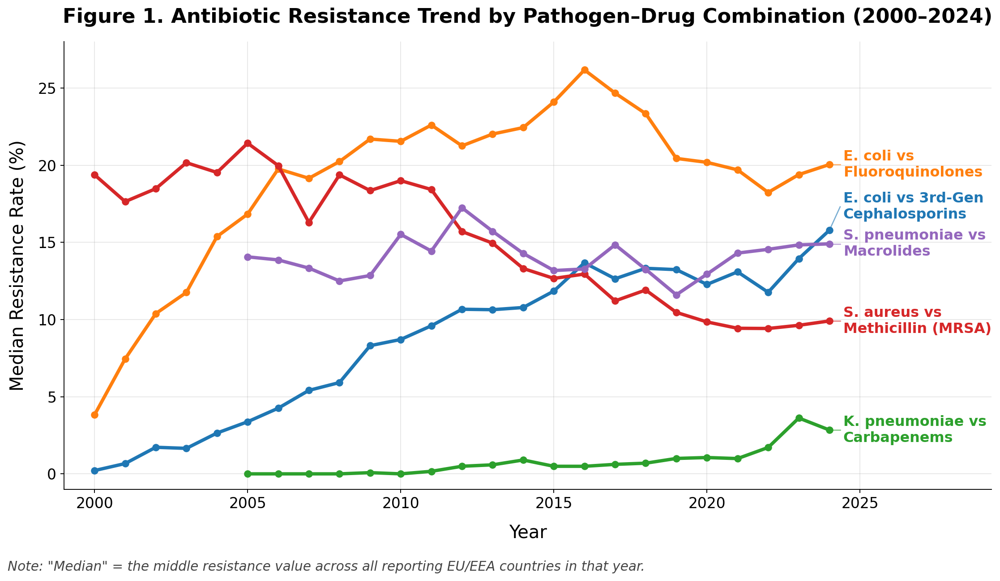 Figure 1. Antibiotic Resistance Trend by Pathogen–Drug Combination (2000–2024)
Median Resistance Rate (%)
25
20
15
10
5
0
E. coli vs
Fluoroquinolones
E. coli vs 3rd-Gen
Cephalosporins
S. pneumoniae vs
Macrolides
S. aureus vs
Methicillin (MRSA)
K. pneumoniae vs
Carbapenems
2000 2005 2010 2015 2020 2025
Year
Note: "Median" = the middle resistance value across all reporting EU/EEA countries in that year.